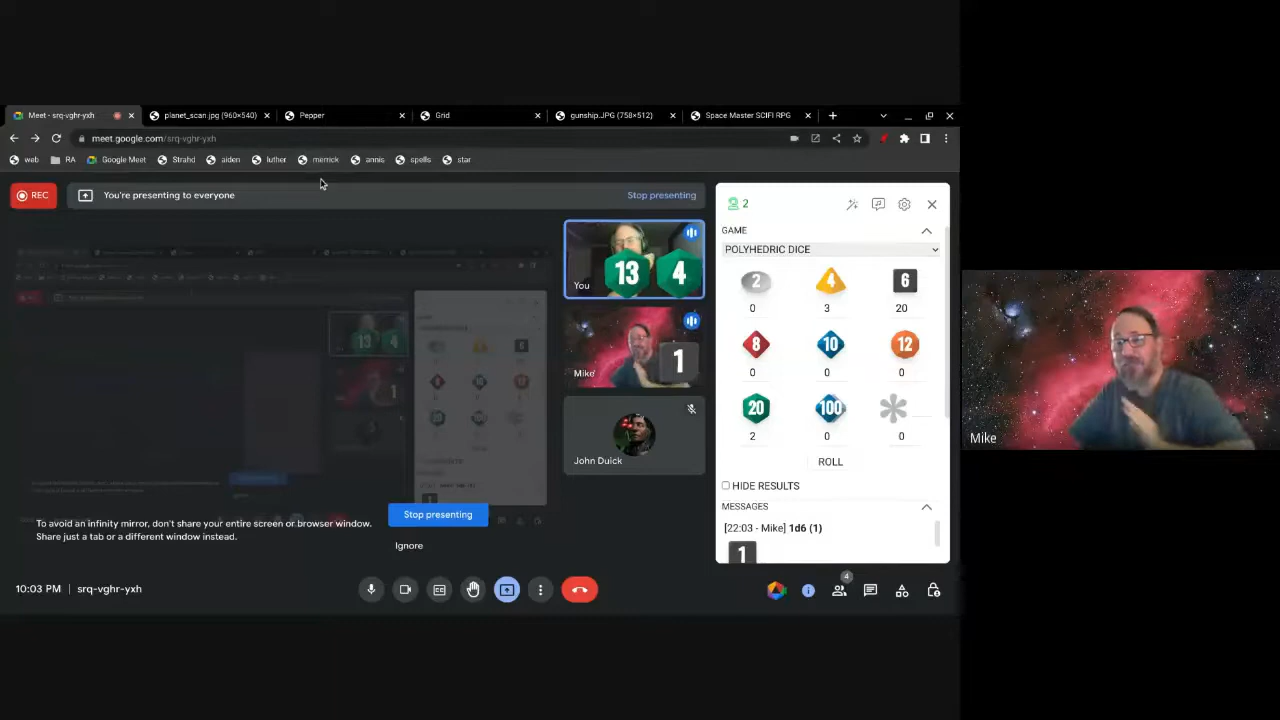 Meet - srq-vghr-yxh
planet_scan.jpg (960×540)
Pepper
Grid
gunship.JPG (758×512)
Space Master SCIFI RPG
meet.google.com/srq-vghr-yxh
web
RA
Google Meet
Strahd
aiden
luther
merrick
annis
spells
star
REC
You're presenting to everyone
Stop presenting
2
GAME
POLYHEDRIC DICE
13
4
You
2
4
6
0
3
20
1
Mike
8
10
12
0
0
0
20
100
2
0
0
John Duick
ROLL
HIDE RESULTS
MESSAGES
[22:03 - Mike] 1d6 (1)
1
Mike
To avoid an infinity mirror, don't share your entire screen or browser window.
Share just a tab or a different window instead.
Stop presenting
Ignore
10:03 PM
srq-vghr-yxh
4